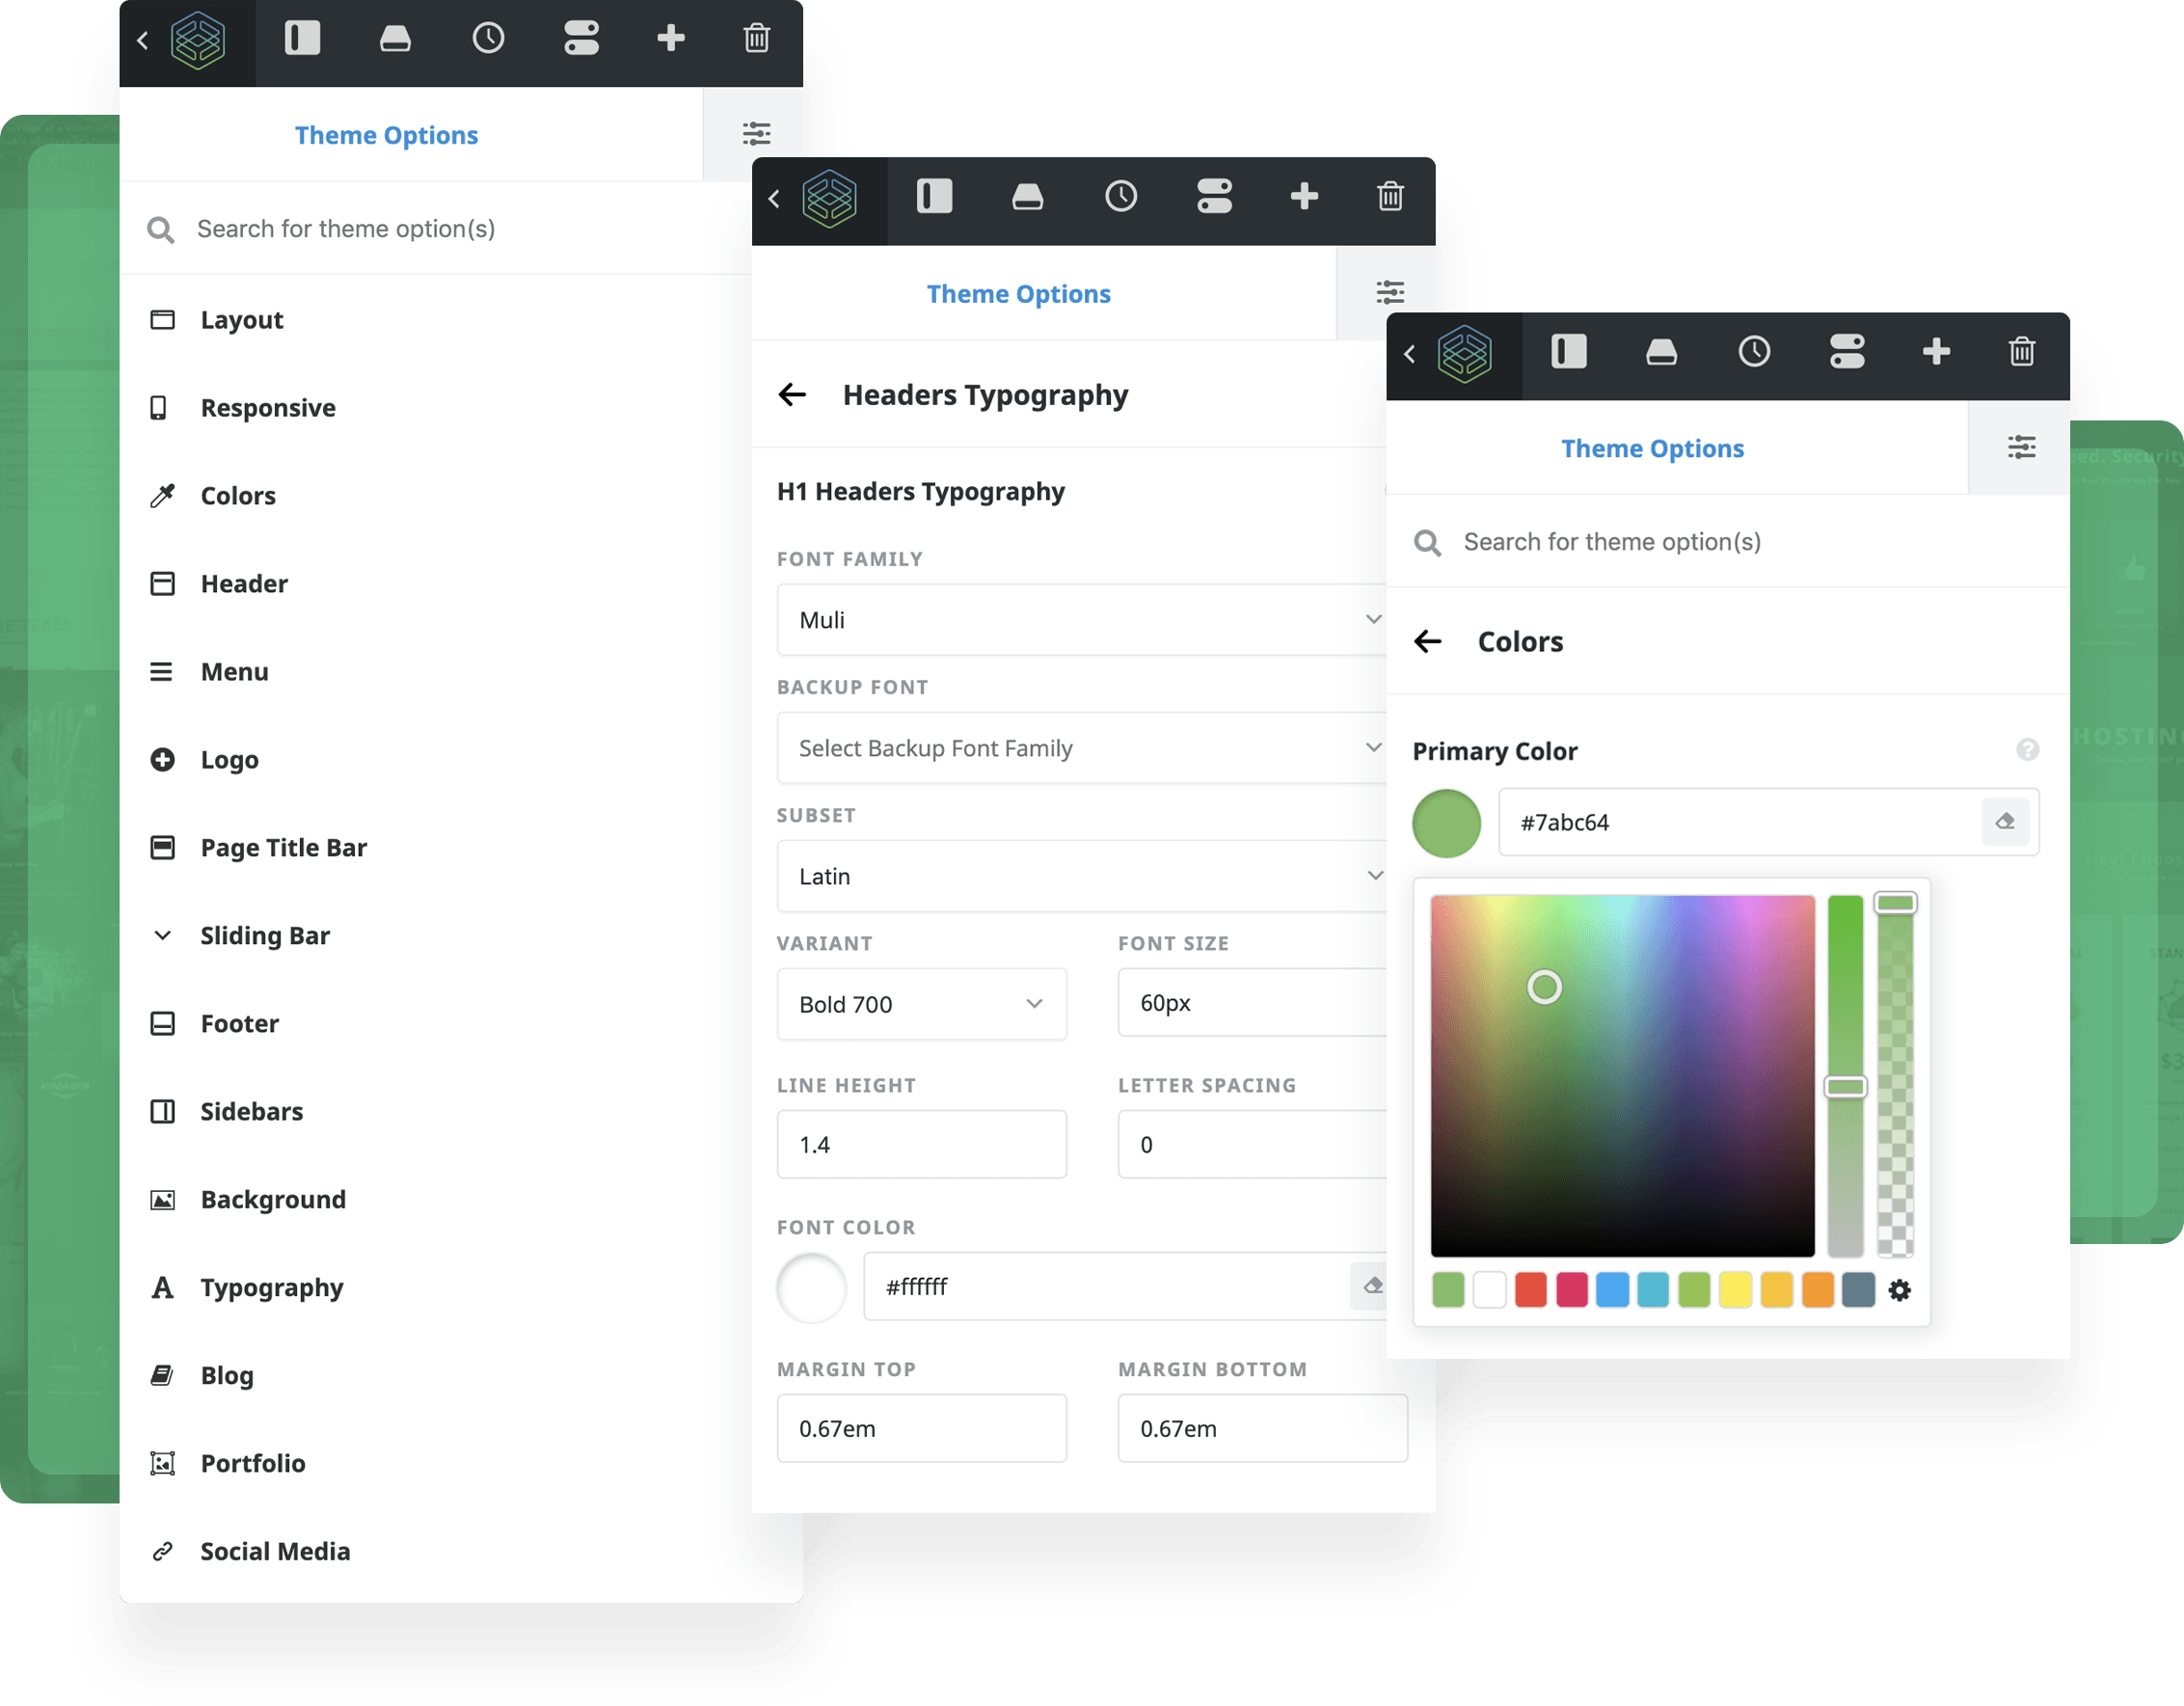 Theme Options
Search for theme option(s)
Layout
Responsive
Colors
Header
Menu
Logo
Page Title Bar
Sliding Bar
Footer
Sidebars
Background
Typography
Blog
Portfolio
Social Media
Theme Options
Headers Typography
H1 Headers Typography
FONT FAMILY
Muli
BACKUP FONT
Select Backup Font Family
SUBSET
Latin
VARIANT
FONT SIZE
Bold 700
60px
LINE HEIGHT
LETTER SPACING
1.4
0
FONT COLOR
#ffffff
MARGIN TOP
MARGIN BOTTOM
0.67em
0.67em
Theme Options
Search for theme option(s)
Colors
Primary Color
?
#7abc64